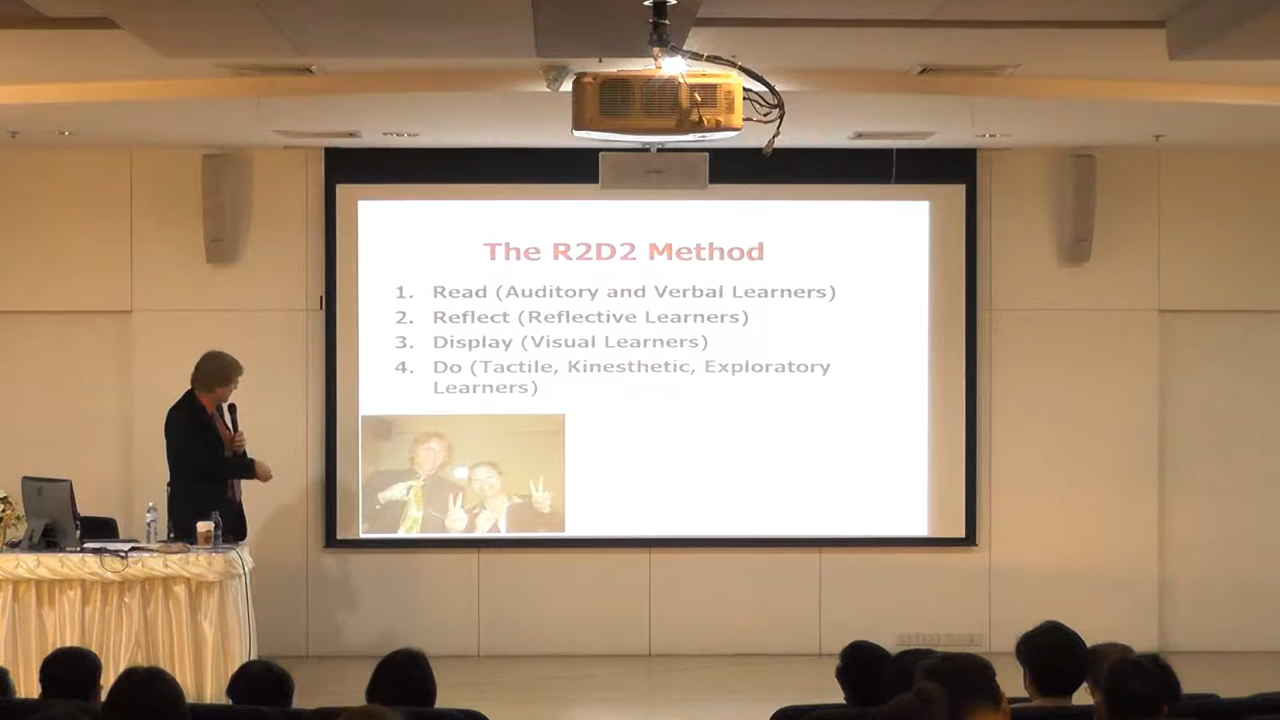 The R2D2 Method
1. Read (Auditory and Verbal Learners)
2. Reflect (Reflective Learners)
3. Display (Visual Learners)
4. Do (Tactile, Kinesthetic, Exploratory
Learners)